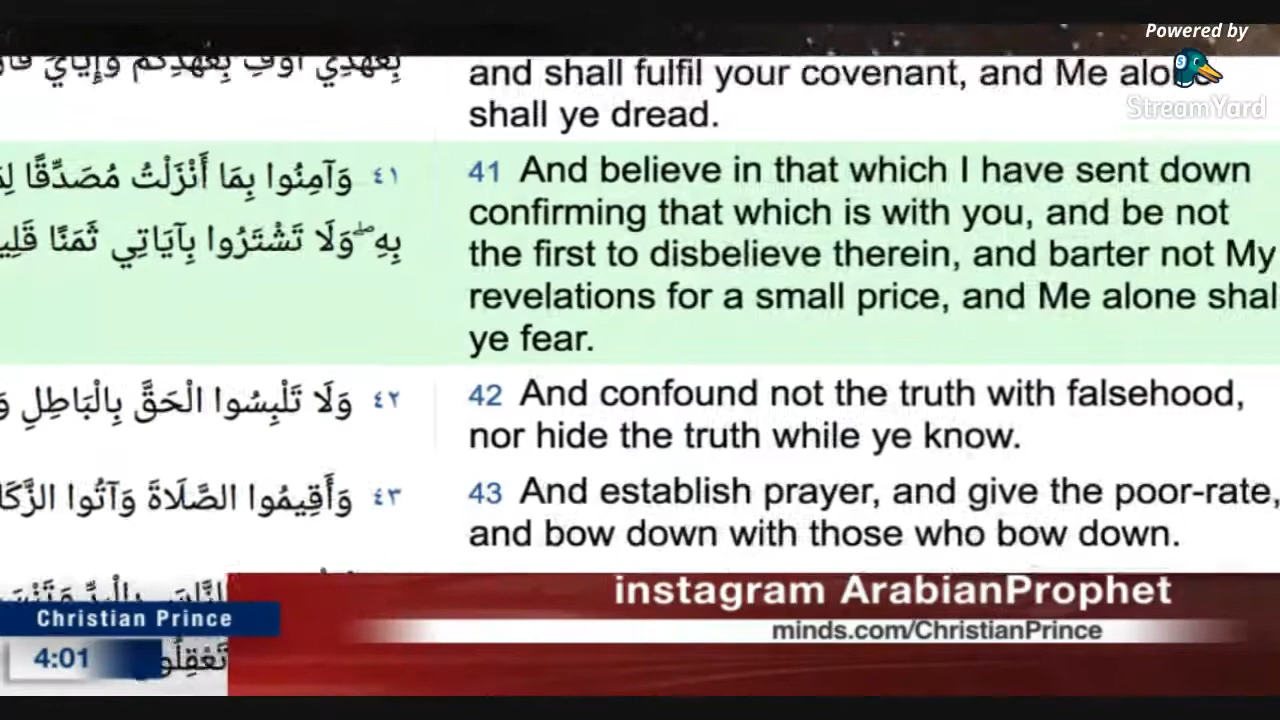 Powered by
StreamYard
and shall fulfil your covenant, and Me
shall ye dread.
٤١ وَآمِنُوا بِمَا أَنْزَلْتُ مُصَدِّقًا
بِهِ ۖ وَلَا تَشْتَرُوا بِآيَاتِي ثَمَنًا
41 And believe in that which I have sent down
confirming that which is with you, and be not
the first to disbelieve therein, and barter not My
revelations for a small price, and Me alone shal
ye fear.
٤٢ وَلَا تَلْبِسُوا الْحَقَّ بِالْبَاطِلِ وَ
42 And confound not the truth with falsehood,
nor hide the truth while ye know.
٤٣ وَأَقِيمُوا الصَّلَاةَ وَآتُوا الزَّكَا
43 And establish prayer, and give the poor-rate,
and bow down with those who bow down.
instagram ArabianProphet
Christian Prince
minds.com/ChristianPrince
4:01